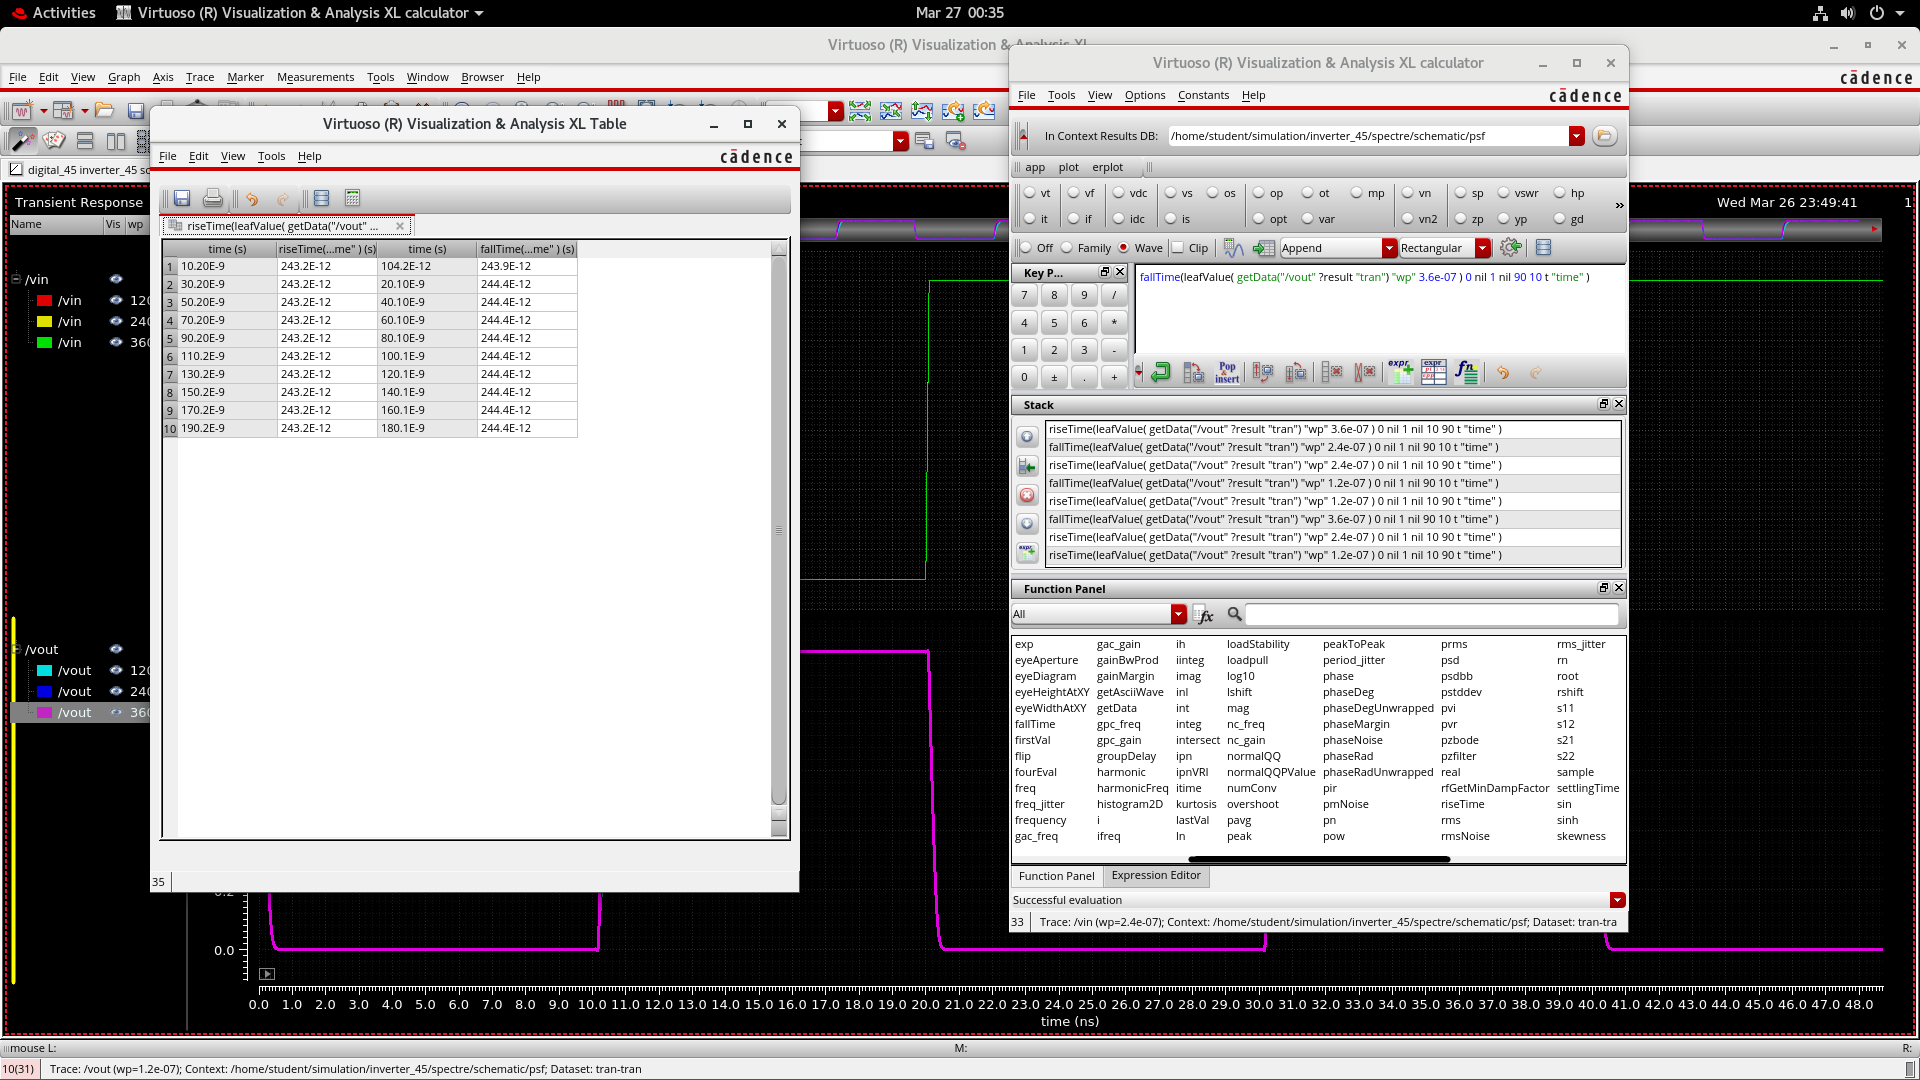 Activities Virtuoso (R) Visualization & Analysis XL calculator Mar 27 00:35
Virtuoso (R) Visualization & Analysis XL
File Edit View Graph Axis Trace Marker Measurements Tools Window Browser Help cādence
digital_45 inverter_45 sc
Transient Response Wed Mar 26 23:49:41 1
Name Vis wp
/vin
/vin 120
/vin 240
/vin 360
/vout
/vout 120
/vout 240
/vout 360
Virtuoso (R) Visualization & Analysis XL Table
File Edit View Tools Help cādence
riseTime(leafValue( getData("/vout" ...
time (s) riseTime(...me" ) (s) time (s) fallTime(...me" ) (s)
1 10.20E-9 243.2E-12 104.2E-12 243.9E-12
2 30.20E-9 243.2E-12 20.10E-9 244.4E-12
3 50.20E-9 243.2E-12 40.10E-9 244.4E-12
4 70.20E-9 243.2E-12 60.10E-9 244.4E-12
5 90.20E-9 243.2E-12 80.10E-9 244.4E-12
6 110.2E-9 243.2E-12 100.1E-9 244.4E-12
7 130.2E-9 243.2E-12 120.1E-9 244.4E-12
8 150.2E-9 243.2E-12 140.1E-9 244.4E-12
9 170.2E-9 243.2E-12 160.1E-9 244.4E-12
10 190.2E-9 243.2E-12 180.1E-9 244.4E-12
35
Virtuoso (R) Visualization & Analysis XL calculator
File Tools View Options Constants Help cādence
In Context Results DB: /home/student/simulation/inverter_45/spectre/schematic/psf
app plot erplot
vt vf vdc vs os op ot mp vn sp vswr hp
it if idc is opt var vn2 zp yp gd
Off Family Wave Clip Append Rectangular
Key P...
7 8 9 /
4 5 6 *
1 2 3 -
0 ± . +
fallTime(leafValue( getData("/vout" ?result "tran") "wp" 3.6e-07 ) 0 nil 1 nil 90 10 t "time" )
Pop insert expr expr fn
Stack
riseTime(leafValue( getData("/vout" ?result "tran") "wp" 3.6e-07 ) 0 nil 1 nil 10 90 t "time" )
fallTime(leafValue( getData("/vout" ?result "tran") "wp" 2.4e-07 ) 0 nil 1 nil 90 10 t "time" )
riseTime(leafValue( getData("/vout" ?result "tran") "wp" 2.4e-07 ) 0 nil 1 nil 10 90 t "time" )
fallTime(leafValue( getData("/vout" ?result "tran") "wp" 1.2e-07 ) 0 nil 1 nil 90 10 t "time" )
riseTime(leafValue( getData("/vout" ?result "tran") "wp" 1.2e-07 ) 0 nil 1 nil 10 90 t "time" )
fallTime(leafValue( getData("/vout" ?result "tran") "wp" 3.6e-07 ) 0 nil 1 nil 90 10 t "time" )
riseTime(leafValue( getData("/vout" ?result "tran") "wp" 2.4e-07 ) 0 nil 1 nil 10 90 t "time" )
riseTime(leafValue( getData("/vout" ?result "tran") "wp" 1.2e-07 ) 0 nil 1 nil 10 90 t "time" )
Function Panel
All fx
exp gac_gain ih loadStability peakToPeak prms rms_jitter
eyeAperture gainBwProd iinteg loadpull period_jitter psd rn
eyeDiagram gainMargin imag log10 phase psdbb root
eyeHeightAtXY getAsciiWave inl lshift phaseDeg pstddev rshift
eyeWidthAtXY getData int mag phaseDegUnwrapped pvi s11
fallTime gpc_freq integ nc_freq phaseMargin pvr s12
firstVal gpc_gain intersect nc_gain phaseNoise pzbode s21
flip groupDelay ipn normalQQ phaseRad pzfilter s22
fourEval harmonic ipnVRI normalQQPValue phaseRadUnwrapped real sample
freq harmonicFreq itime numConv pir rfGetMinDampFactor settlingTime
freq_jitter histogram2D kurtosis overshoot pmNoise riseTime sin
frequency i lastVal pavg pn rms sinh
gac_freq ifreq ln peak pow rmsNoise skewness
Function Panel Expression Editor
Successful evaluation
33 Trace: /vin (wp=2.4e-07); Context: /home/student/simulation/inverter_45/spectre/schematic/psf; Dataset: tran-tra
0.0
0.0 1.0 2.0 3.0 4.0 5.0 6.0 7.0 8.0 9.0 10.0 11.0 12.0 13.0 14.0 15.0 16.0 17.0 18.0 19.0 20.0 21.0 22.0 23.0 24.0 25.0 26.0 27.0 28.0 29.0 30.0 31.0 32.0 33.0 34.0 35.0 36.0 37.0 38.0 39.0 40.0 41.0 42.0 43.0 44.0 45.0 46.0 47.0 48.0
time (ns)
mouse L: M: R:
10(31) Trace: /vout (wp=1.2e-07); Context: /home/student/simulation/inverter_45/spectre/schematic/psf; Dataset: tran-tran